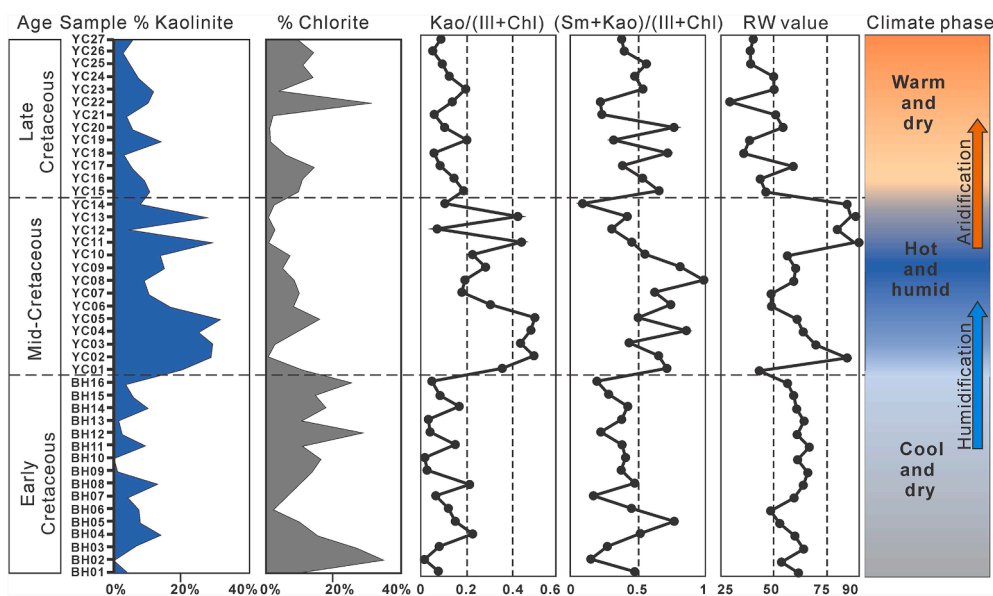 Age Sample % Kaolinite % Chlorite Kao/(Ill+Chl) (Sm+Kao)/(Ill+Chl) RW value Climate phase
Late
Cretaceous
Mid-Cretaceous
Early
Cretaceous
YC27
YC26
YC25
YC24
YC23
YC22
YC21
YC20
YC19
YC18
YC17
YC16
YC15
YC14
YC13
YC12
YC11
YC10
YC09
YC08
YC07
YC06
YC05
YC04
YC03
YC02
YC01
BH16
BH15
BH14
BH13
BH12
BH11
BH10
BH09
BH08
BH07
BH06
BH05
BH04
BH03
BH02
BH01
Warm
and
dry
Aridification
Hot
and
humid
Humidification
Cool
and
dry
0% 20% 40% 0% 20% 40% 0 0.2 0.4 0.6 0 0.5 1 25 50 75 90